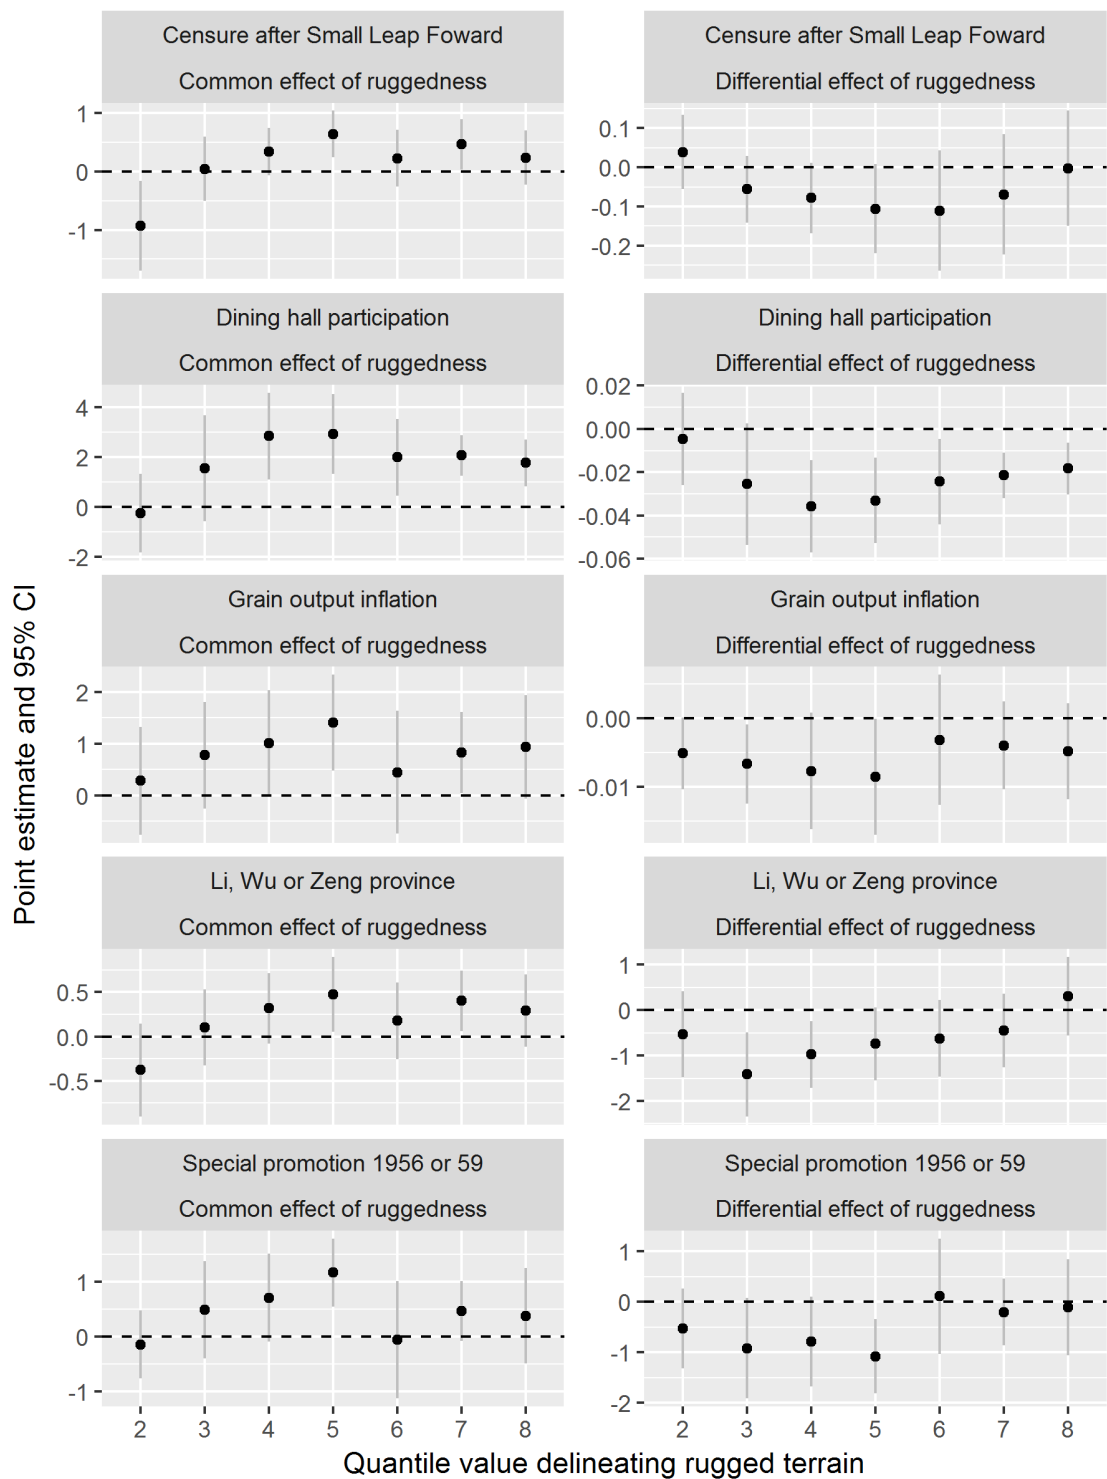 Censure after Small Leap Foward
Common effect of ruggedness
1
0
-1
Censure after Small Leap Foward
Differential effect of ruggedness
0.1
0.0
-0.1
-0.2
Dining hall participation
Common effect of ruggedness
4
2
0
-2
Dining hall participation
Differential effect of ruggedness
0.02
0.00
-0.02
-0.04
-0.06
Grain output inflation
Common effect of ruggedness
2
1
0
Grain output inflation
Differential effect of ruggedness
0.00
-0.01
Li, Wu or Zeng province
Common effect of ruggedness
0.5
0.0
-0.5
Li, Wu or Zeng province
Differential effect of ruggedness
1
0
-1
-2
Special promotion 1956 or 59
Common effect of ruggedness
1
0
-1
2 3 4 5 6 7 8
Special promotion 1956 or 59
Differential effect of ruggedness
1
0
-1
-2
2 3 4 5 6 7 8
Point estimate and 95% CI
Quantile value delineating rugged terrain